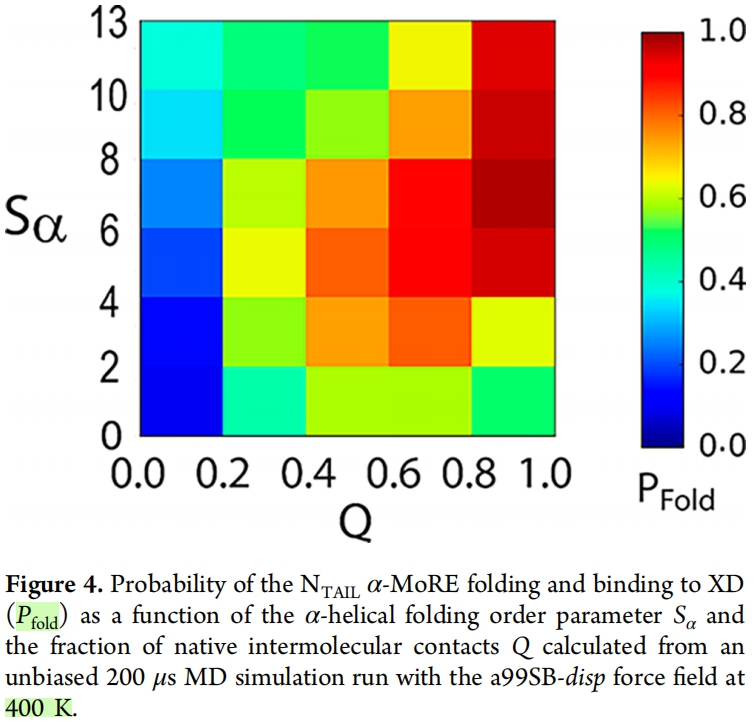 13
10
8
6
4
2
0
Sα
0.0 0.2 0.4 0.6 0.8 1.0
Q
1.0
0.8
0.6
0.4
0.2
0.0
PFold
Figure 4. Probability of the NTAIL α-MoRE folding and binding to XD
(Pfold) as a function of the α-helical folding order parameter Sα and
the fraction of native intermolecular contacts Q calculated from an
unbiased 200 μs MD simulation run with the a99SB-disp force field at
400 K.